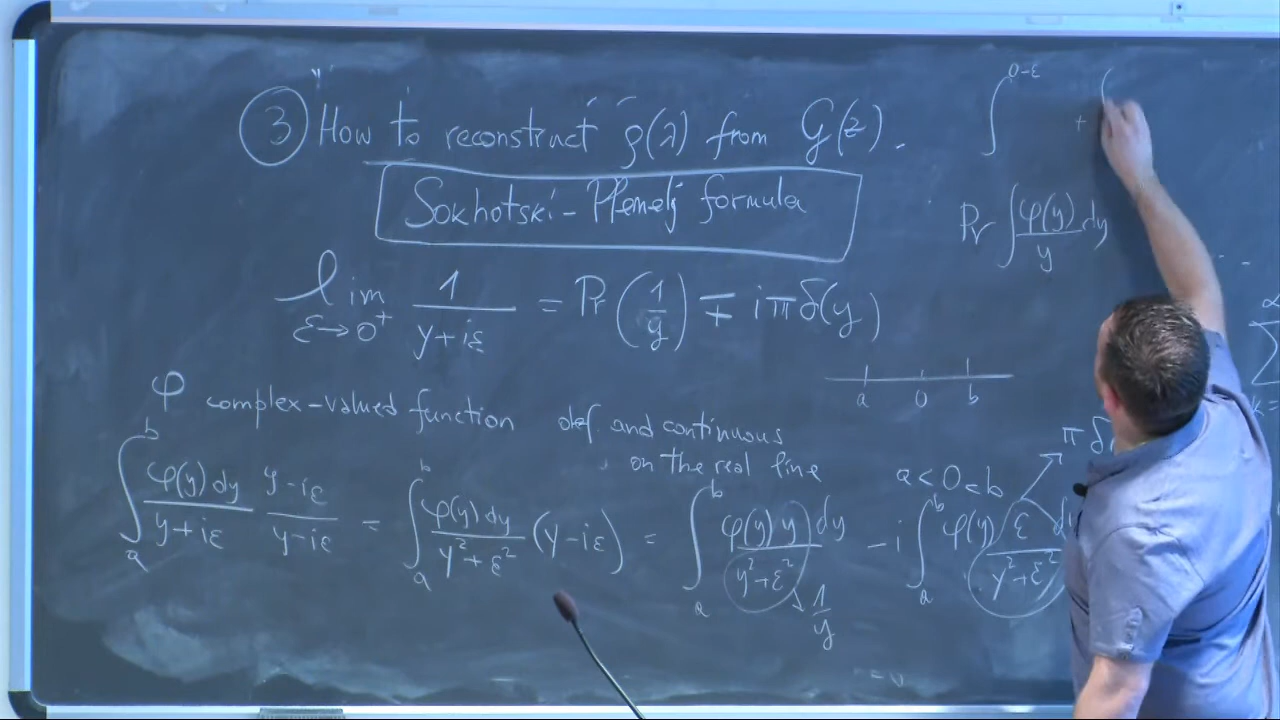 ③ How to reconstruct ρ(λ) from G(z).
Sokhotski-Plemelj formula
lim_{ε→0⁺} 1/(y+iε) = Pr(1/y) ∓ iπδ(y)
φ complex-valued function def and continuous
on the real line
a 0 b
a<0<b
∫_a^b φ(y)dy/(y+iε) (y-iε)/(y-iε) = ∫_a^b φ(y)dy/(y²+ε²) (y-iε) = ∫_a^b φ(y)y/(y²+ε²) dy - i∫_a^b φ(y) ε/(y²+ε²)
1/y
πδ
∫^{0-ε} + ∫
Pr ∫ φ(y)/y dy